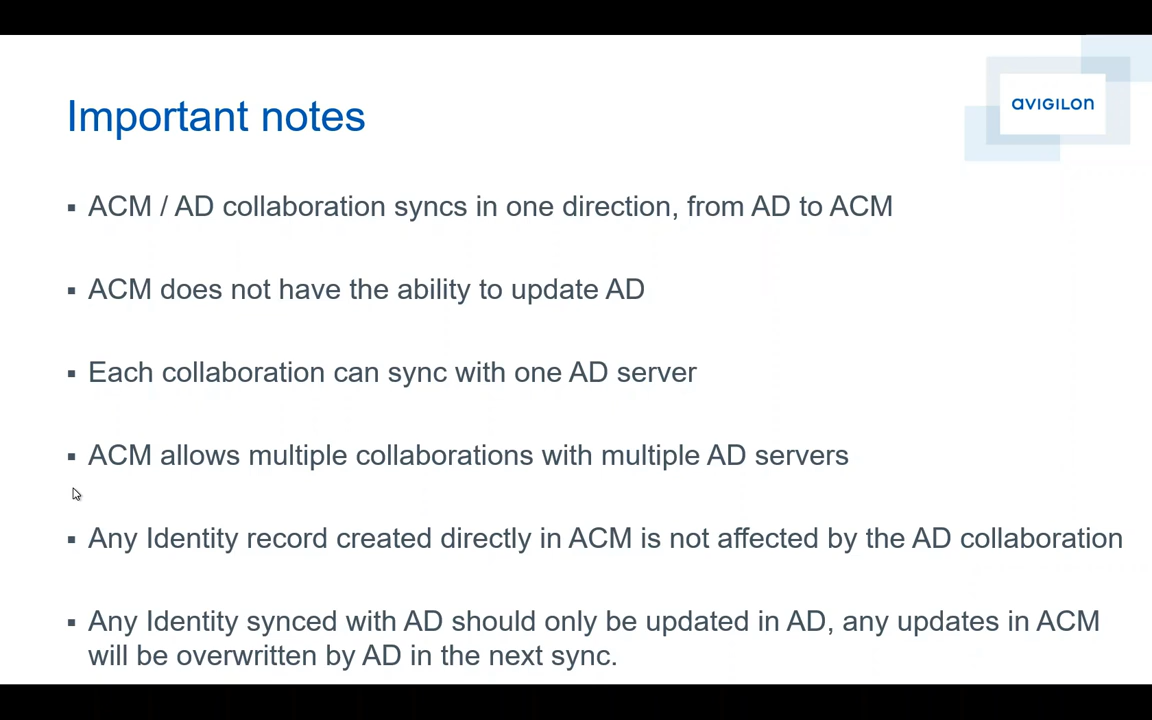 avigilon
Important notes
▪ ACM / AD collaboration syncs in one direction, from AD to ACM
▪ ACM does not have the ability to update AD
▪ Each collaboration can sync with one AD server
▪ ACM allows multiple collaborations with multiple AD servers
▪ Any Identity record created directly in ACM is not affected by the AD collaboration
▪ Any Identity synced with AD should only be updated in AD, any updates in ACM
will be overwritten by AD in the next sync.